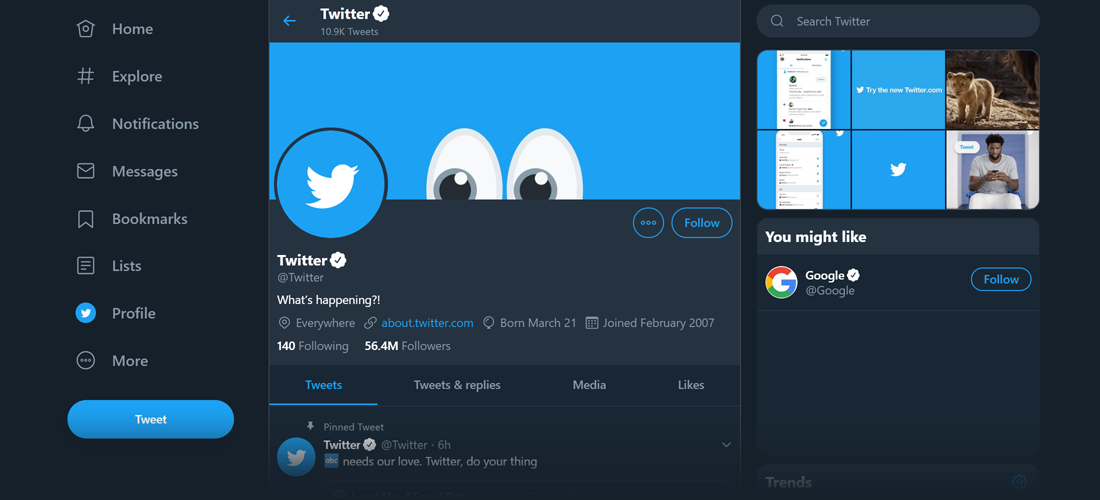 Home
Explore
Notifications
Messages
Bookmarks
Lists
Profile
More
Tweet
Twitter
10.9K Tweets
Follow
Twitter
@Twitter
What's happening?!
Everywhere about.twitter.com Born March 21 Joined February 2007
140 Following 56.4M Followers
Tweets Tweets & replies Media Likes
Pinned Tweet
Twitter @Twitter · 6h
abc needs our love. Twitter, do your thing
Search Twitter
Notifications
Try the new Twitter.com
Tweet
You might like
Google
@Google
Follow
Trends